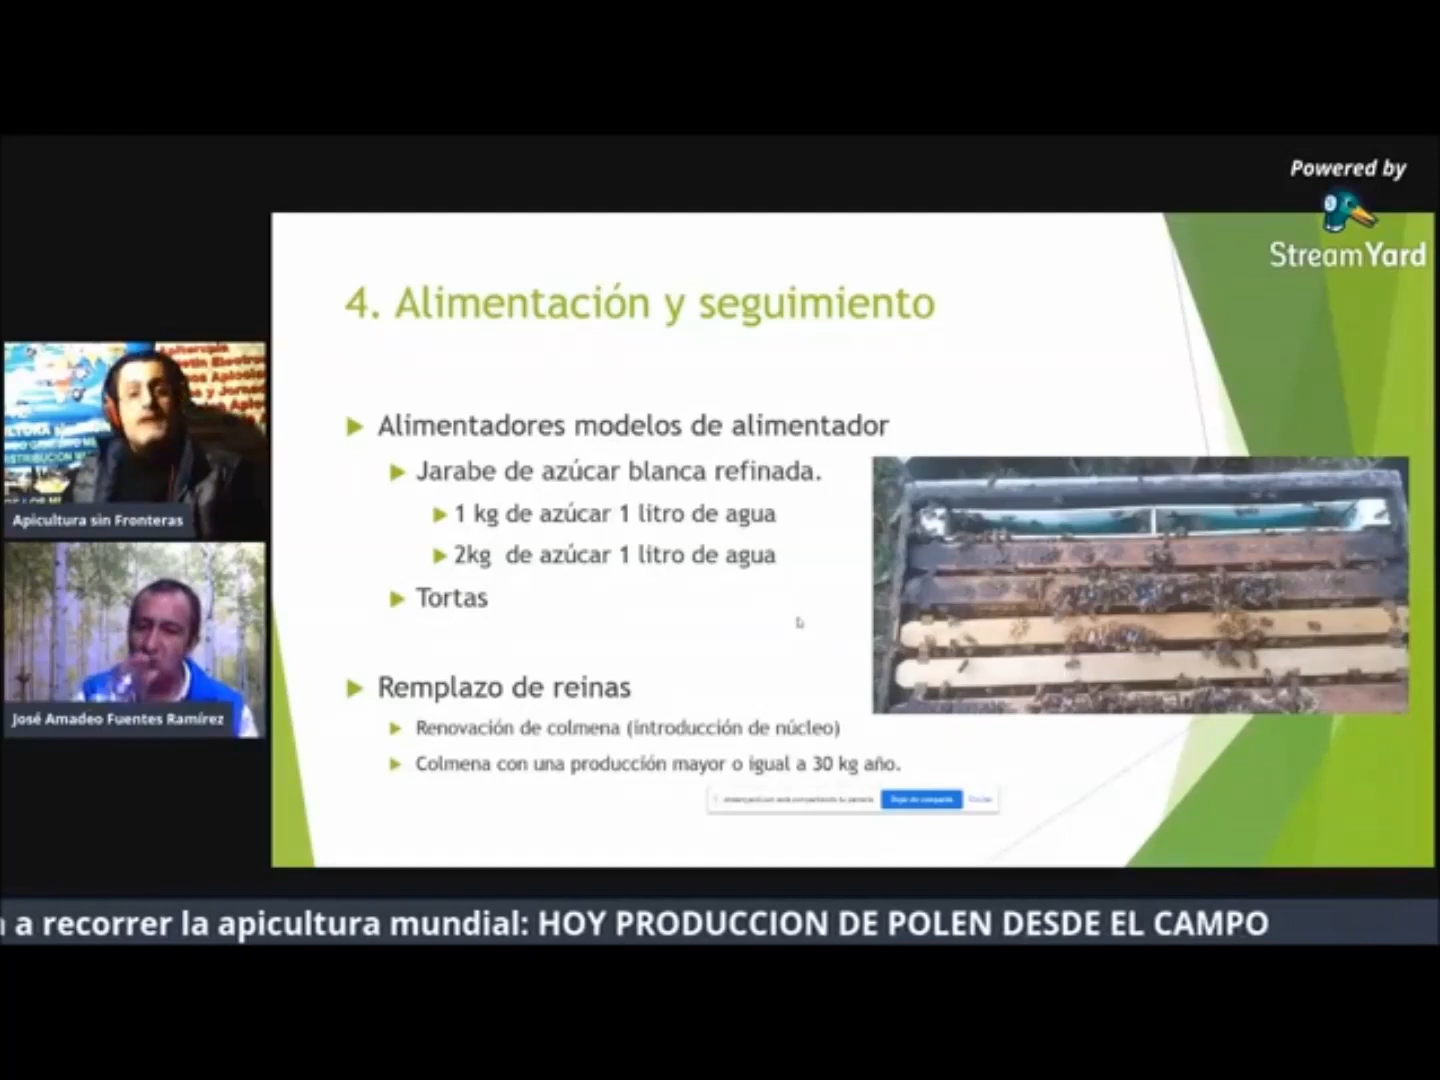 Powered by
StreamYard
4. Alimentación y seguimiento
Alimentadores modelos de alimentador
Jarabe de azúcar blanca refinada.
1 kg de azúcar 1 litro de agua
2kg de azúcar 1 litro de agua
Tortas
Remplazo de reinas
Renovación de colmena (introducción de núcleo)
Colmena con una producción mayor o igual a 30 kg año.
Apicultura sin Fronteras
José Amadeo Fuentes Ramírez
a recorrer la apicultura mundial: HOY PRODUCCION DE POLEN DESDE EL CAMPO